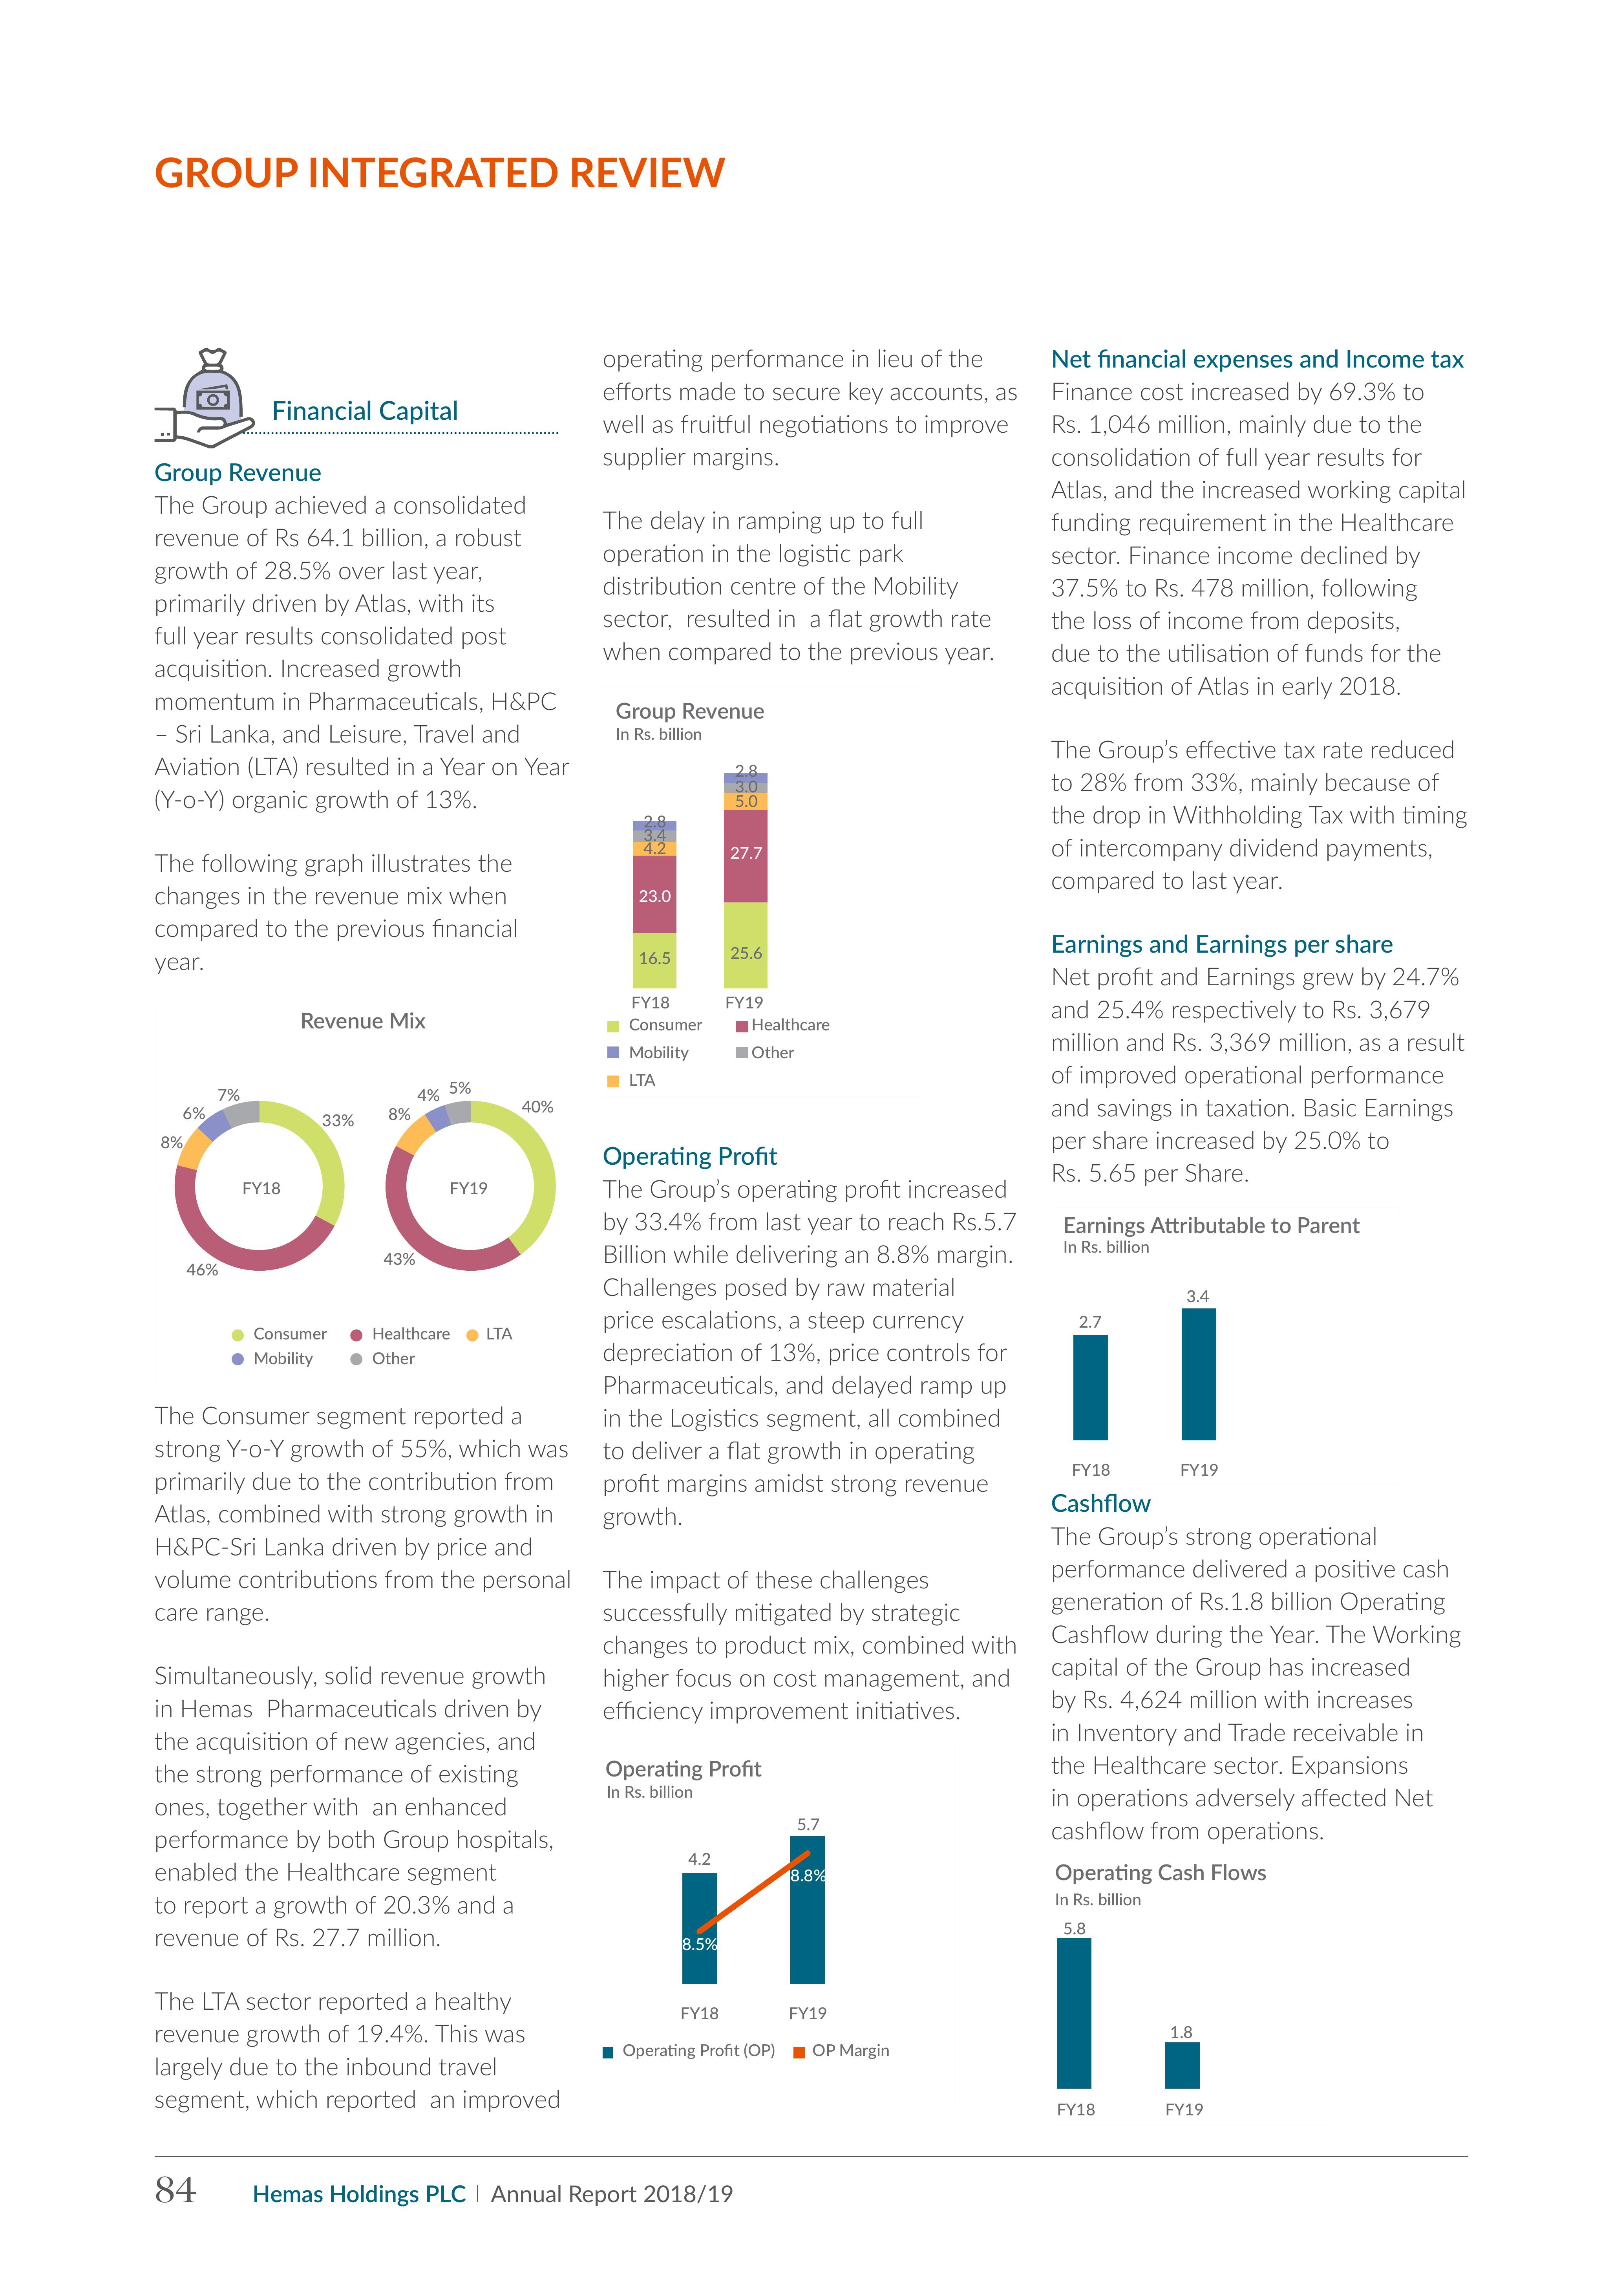 GROUP INTEGRATED REVIEW
Financial Capital
Group Revenue
The Group achieved a consolidated
revenue of Rs 64.1 billion, a robust
growth of 28.5% over last year,
primarily driven by Atlas, with its
full year results consolidated post
acquisition. Increased growth
momentum in Pharmaceuticals, H&PC
– Sri Lanka, and Leisure, Travel and
Aviation (LTA) resulted in a Year on Year
(Y-o-Y) organic growth of 13%.
The following graph illustrates the
changes in the revenue mix when
compared to the previous financial
year.
Revenue Mix
7%
6%
8%
33%
FY18
46%
4%
5%
8%
40%
FY19
43%
Consumer
Healthcare
LTA
Mobility
Other
The Consumer segment reported a
strong Y-o-Y growth of 55%, which was
primarily due to the contribution from
Atlas, combined with strong growth in
H&PC-Sri Lanka driven by price and
volume contributions from the personal
care range.
Simultaneously, solid revenue growth
in Hemas Pharmaceuticals driven by
the acquisition of new agencies, and
the strong performance of existing
ones, together with an enhanced
performance by both Group hospitals,
enabled the Healthcare segment
to report a growth of 20.3% and a
revenue of Rs. 27.7 million.
The LTA sector reported a healthy
revenue growth of 19.4%. This was
largely due to the inbound travel
segment, which reported an improved
operating performance in lieu of the
efforts made to secure key accounts, as
well as fruitful negotiations to improve
supplier margins.
The delay in ramping up to full
operation in the logistic park
distribution centre of the Mobility
sector, resulted in a flat growth rate
when compared to the previous year.
Group Revenue
In Rs. billion
2.8
3.4
4.2
23.0
16.5
2.8
3.0
5.0
27.7
25.6
FY18
FY19
Consumer
Healthcare
Mobility
Other
LTA
Operating Profit
The Group's operating profit increased
by 33.4% from last year to reach Rs.5.7
Billion while delivering an 8.8% margin.
Challenges posed by raw material
price escalations, a steep currency
depreciation of 13%, price controls for
Pharmaceuticals, and delayed ramp up
in the Logistics segment, all combined
to deliver a flat growth in operating
profit margins amidst strong revenue
growth.
The impact of these challenges
successfully mitigated by strategic
changes to product mix, combined with
higher focus on cost management, and
efficiency improvement initiatives.
Operating Profit
In Rs. billion
4.2
5.7
8.5%
8.8%
FY18
FY19
Operating Profit (OP)
OP Margin
Net financial expenses and Income tax
Finance cost increased by 69.3% to
Rs. 1,046 million, mainly due to the
consolidation of full year results for
Atlas, and the increased working capital
funding requirement in the Healthcare
sector. Finance income declined by
37.5% to Rs. 478 million, following
the loss of income from deposits,
due to the utilisation of funds for the
acquisition of Atlas in early 2018.
The Group's effective tax rate reduced
to 28% from 33%, mainly because of
the drop in Withholding Tax with timing
of intercompany dividend payments,
compared to last year.
Earnings and Earnings per share
Net profit and Earnings grew by 24.7%
and 25.4% respectively to Rs. 3,679
million and Rs. 3,369 million, as a result
of improved operational performance
and savings in taxation. Basic Earnings
per share increased by 25.0% to
Rs. 5.65 per Share.
Earnings Attributable to Parent
In Rs. billion
2.7
3.4
FY18
FY19
Cashflow
The Group's strong operational
performance delivered a positive cash
generation of Rs.1.8 billion Operating
Cashflow during the Year. The Working
capital of the Group has increased
by Rs. 4,624 million with increases
in Inventory and Trade receivable in
the Healthcare sector. Expansions
in operations adversely affected Net
cashflow from operations.
Operating Cash Flows
In Rs. billion
5.8
1.8
FY18
FY19
84 Hemas Holdings PLC | Annual Report 2018/19